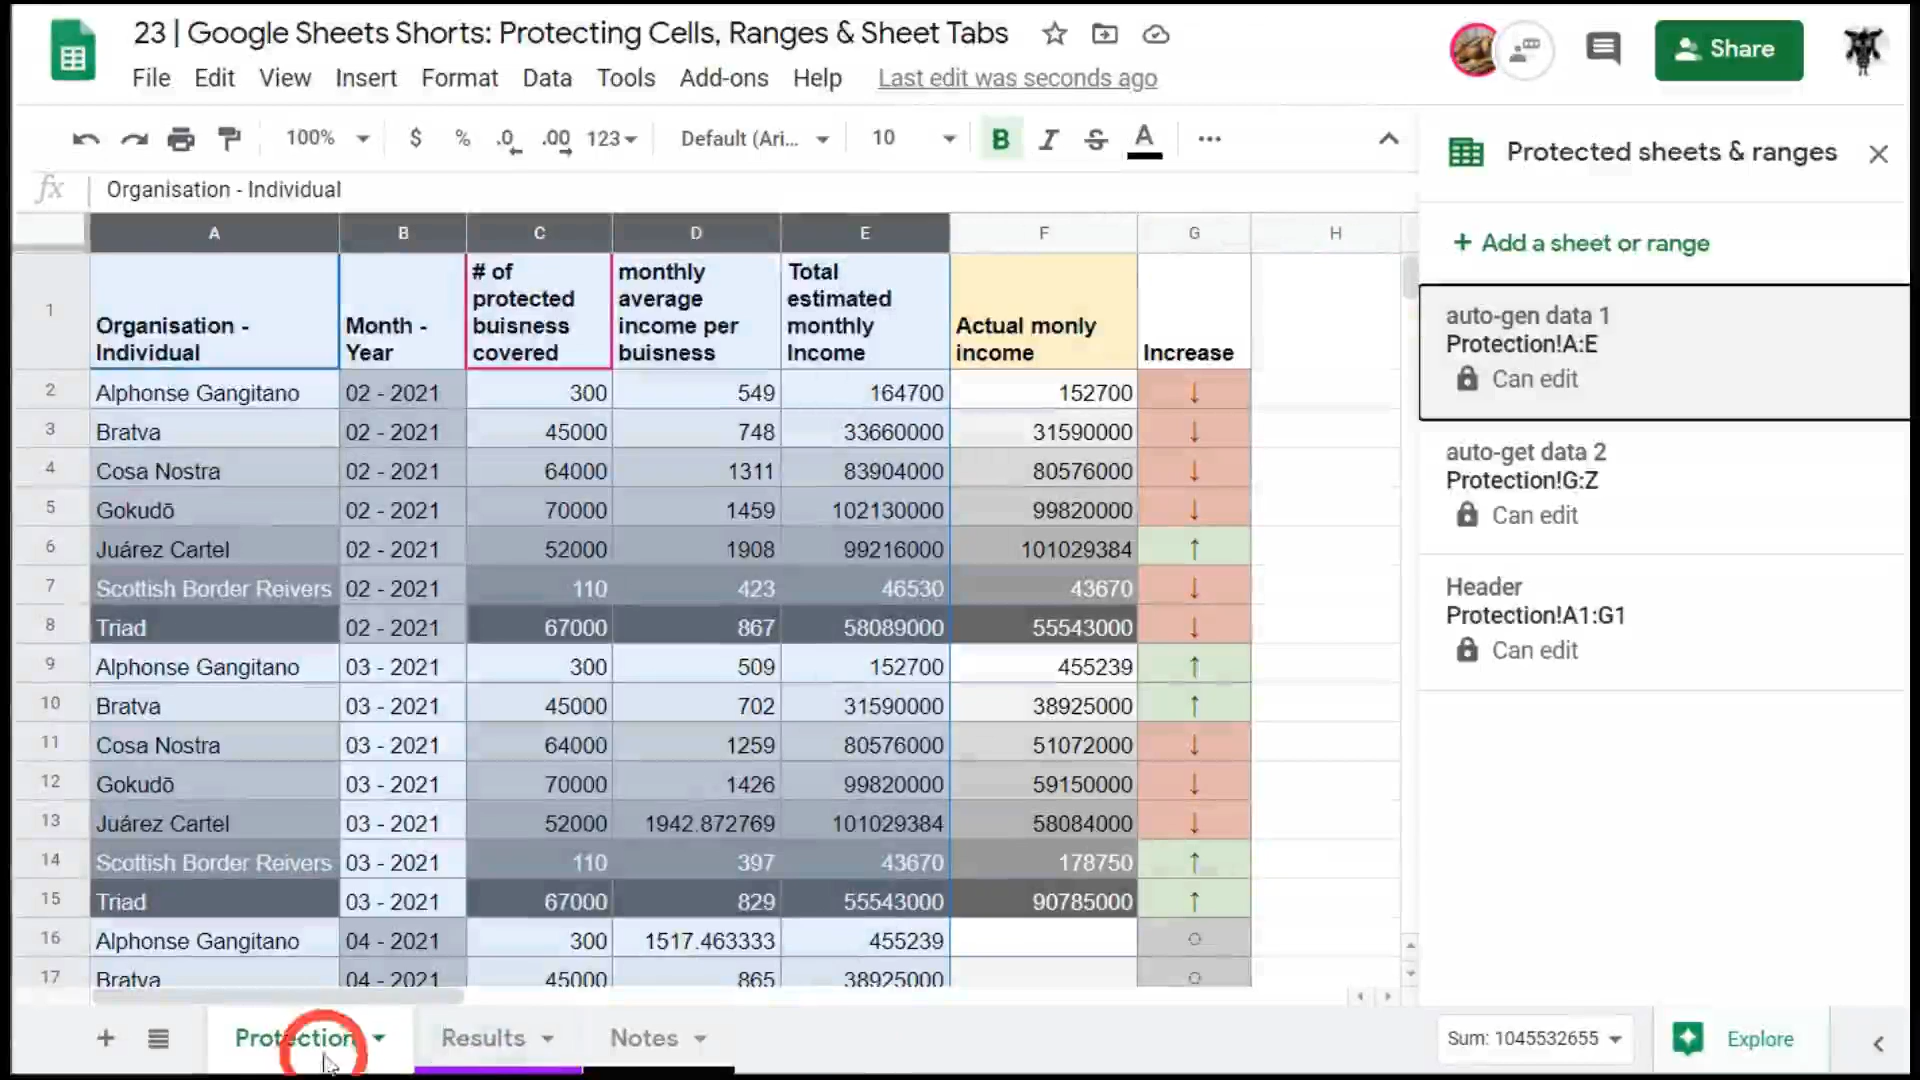 23 | Google Sheets Shorts: Protecting Cells, Ranges & Sheet Tabs
File Edit View Insert Format Data Tools Add-ons Help Last edit was seconds ago
Share
100% $ % .0 .00 123 Default (Ari... 10 B I S A ...
fx Organisation - Individual
A B C D E F G H
1 Organisation - Individual
Month - Year
# of protected buisness covered
monthly average income per buisness
Total estimated monthly Income
Actual monly income
Increase
2 Alphonse Gangitano 02 - 2021 300 549 164700 152700 ↓
3 Bratva 02 - 2021 45000 748 33660000 31590000 ↓
4 Cosa Nostra 02 - 2021 64000 1311 83904000 80576000 ↓
5 Gokudō 02 - 2021 70000 1459 102130000 99820000 ↓
6 Juárez Cartel 02 - 2021 52000 1908 99216000 101029384 ↑
7 Scottish Border Reivers 02 - 2021 110 423 46530 43670 ↓
8 Triad 02 - 2021 67000 867 58089000 55543000 ↓
9 Alphonse Gangitano 03 - 2021 300 509 152700 455239 ↑
10 Bratva 03 - 2021 45000 702 31590000 38925000 ↑
11 Cosa Nostra 03 - 2021 64000 1259 80576000 51072000 ↓
12 Gokudō 03 - 2021 70000 1426 99820000 59150000 ↓
13 Juárez Cartel 03 - 2021 52000 1942.872769 101029384 58084000 ↓
14 Scottish Border Reivers 03 - 2021 110 397 43670 178750 ↑
15 Triad 03 - 2021 67000 829 55543000 90785000 ↑
16 Alphonse Gangitano 04 - 2021 300 1517.463333 455239 ○
17 Bratva 04 - 2021 45000 865 38925000 ○
Protected sheets & ranges
+ Add a sheet or range
auto-gen data 1
Protection!A:E
Can edit
auto-get data 2
Protection!G:Z
Can edit
Header
Protection!A1:G1
Can edit
Protection Results Notes
Sum: 1045532655
Explore